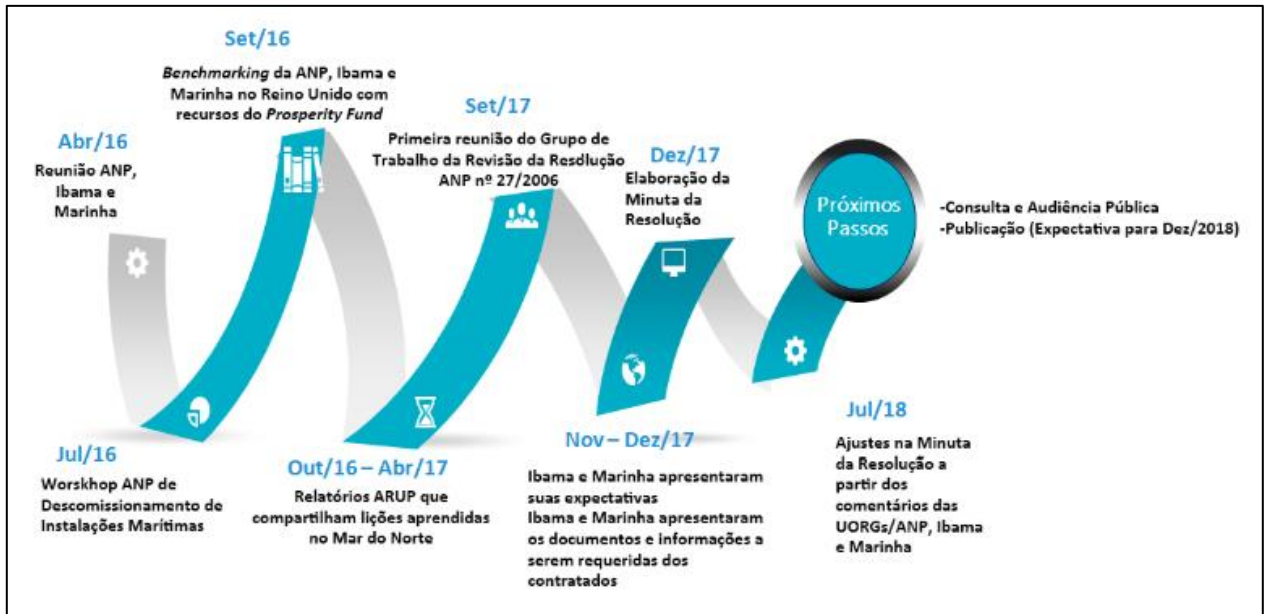 Abr/16
Reunião ANP,
Ibama e
Marinha
Jul/16
Worskhop ANP de
Descomissionamento de
Instalações Marítimas
Set/16
Benchmarking da ANP, Ibama e
Marinha no Reino Unido com
recursos do Prosperity Fund
Out/16 – Abr/17
Relatórios ARUP que
compartilham lições aprendidas
no Mar do Norte
Set/17
Primeira reunião do Grupo de
Trabalho da Revisão da Resolução
ANP nº 27/2006
Nov – Dez/17
Ibama e Marinha apresentaram
suas expectativas
Ibama e Marinha apresentaram
os documentos e informações a
serem requeridas dos
contratados
Dez/17
Elaboração da
Minuta da
Resolução
Jul/18
Ajustes na Minuta
da Resolução a
partir dos
comentários das
UORGs/ANP, Ibama
e Marinha
Próximos
Passos
-Consulta e Audiência Pública
-Publicação (Expectativa para Dez/2018)